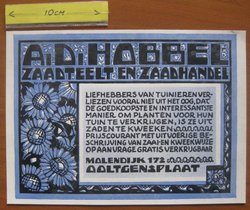 10cm
A.D. HABBEL
ZAADTEELT EN ZAADHANDEL
LIEFHEBBERS VAN TUINIEREN VER-
LIEZEN VOORAL NIET UIT HET OOG, DAT
DE GOEDKOOPSTE EN INTERESSANTSTE
MANIER OM PLANTEN VOOR HUN
TUIN TE VERKRIJGEN, IS ZE UIT
ZADEN TE KWEEKEN
PRIJSCOURANT MET UITVOERIGE BE-
SCHRIJVING VAN ZAAI- EN KWEEKWIJZE
OP AANVRAGE GRATIS VERKRIJGBAAR
MOLENDIJK 172
OOLTGENSPLAAT